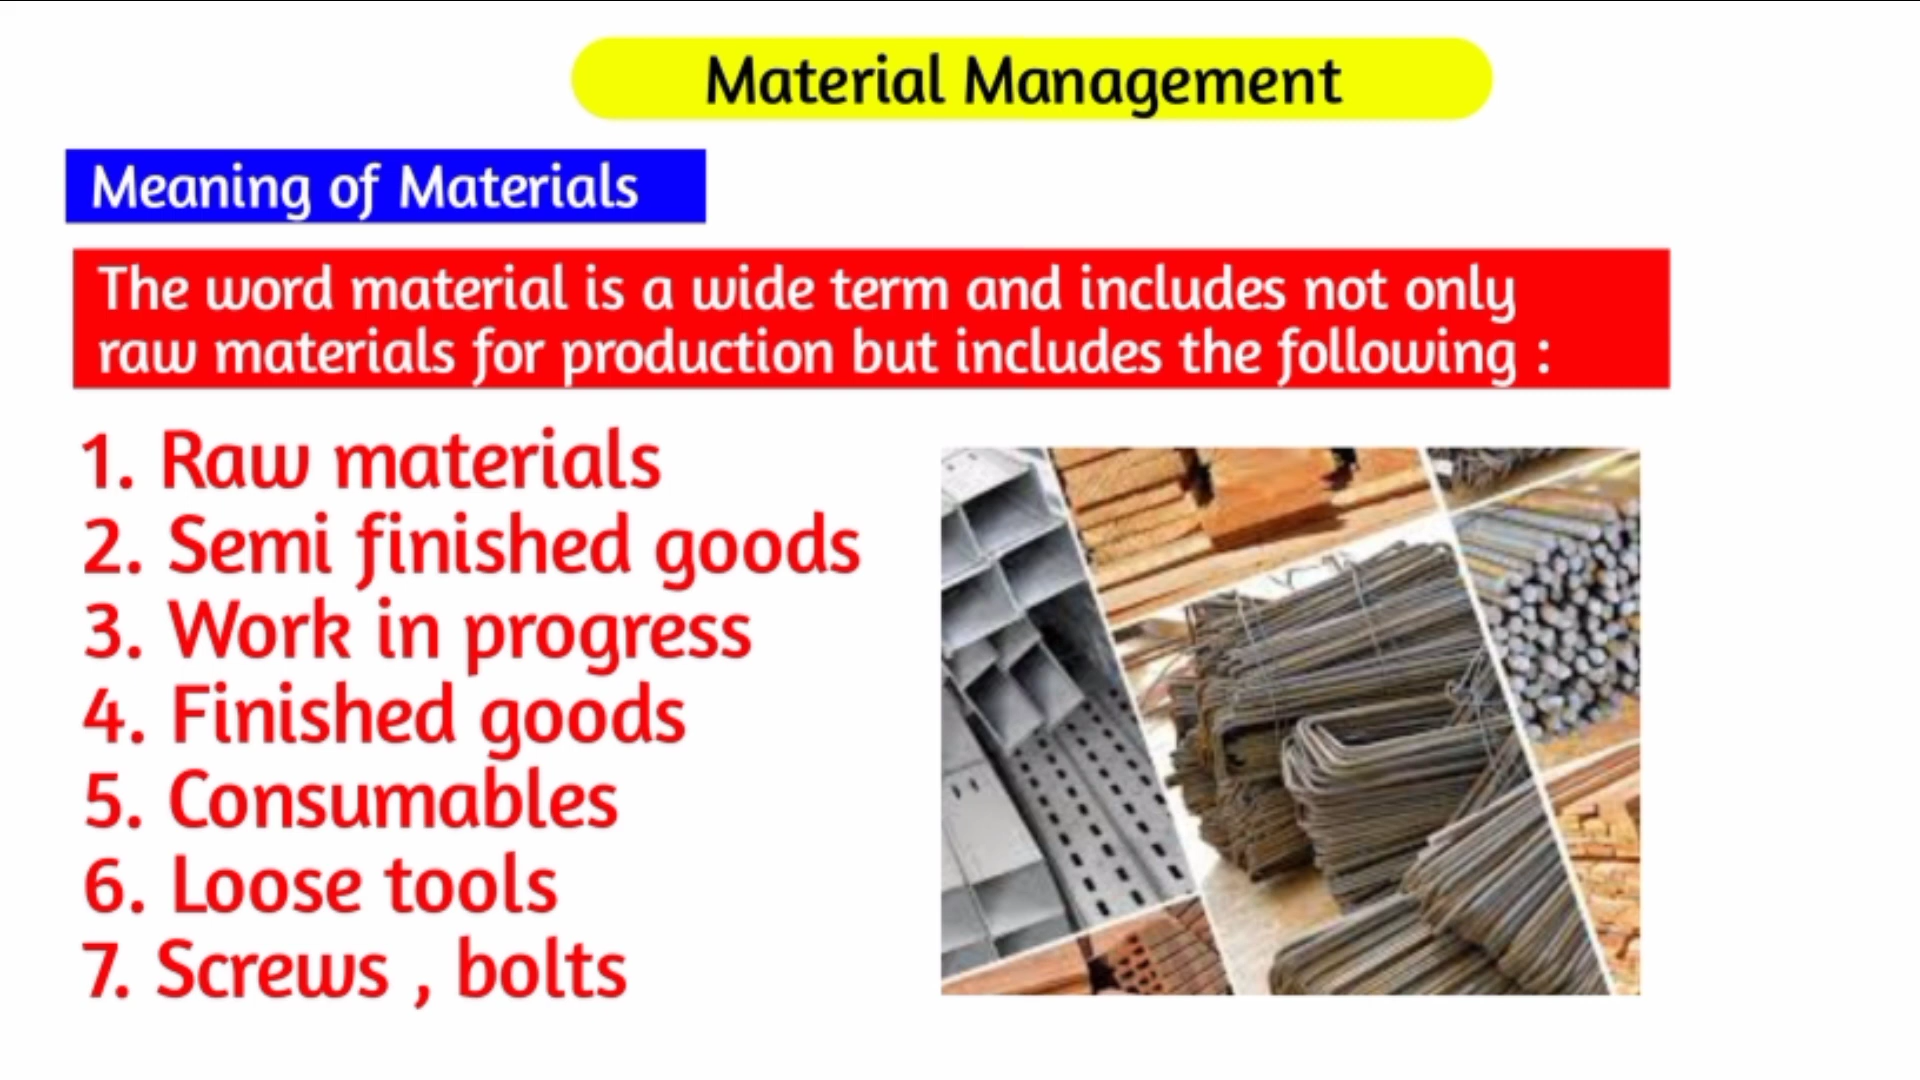 Material Management
Meaning of Materials
The word material is a wide term and includes not only
raw materials for production but includes the following :
1. Raw materials
2. Semi finished goods
3. Work in progress
4. Finished goods
5. Consumables
6. Loose tools
7. Screws , bolts